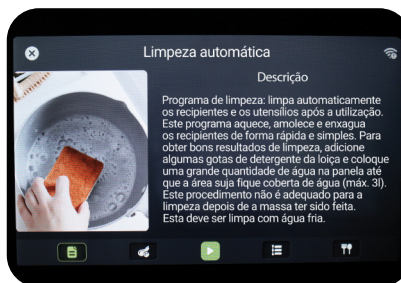 Limpeza automática
Descrição
Programa de limpeza: limpa automaticamente
os recipientes e os utensílios após a utilização.
Este programa aquece, amolece e enxagua
os recipientes de forma rápida e simples. Para
obter bons resultados de limpeza, adicione
algumas gotas de detergente da loiça e coloque
uma grande quantidade de água na panela até
que a área suja fique coberta de água (máx. 3l).
Este procedimento não é adequado para a
limpeza depois de a massa ter sido feita.
Esta deve ser limpa com água fria.